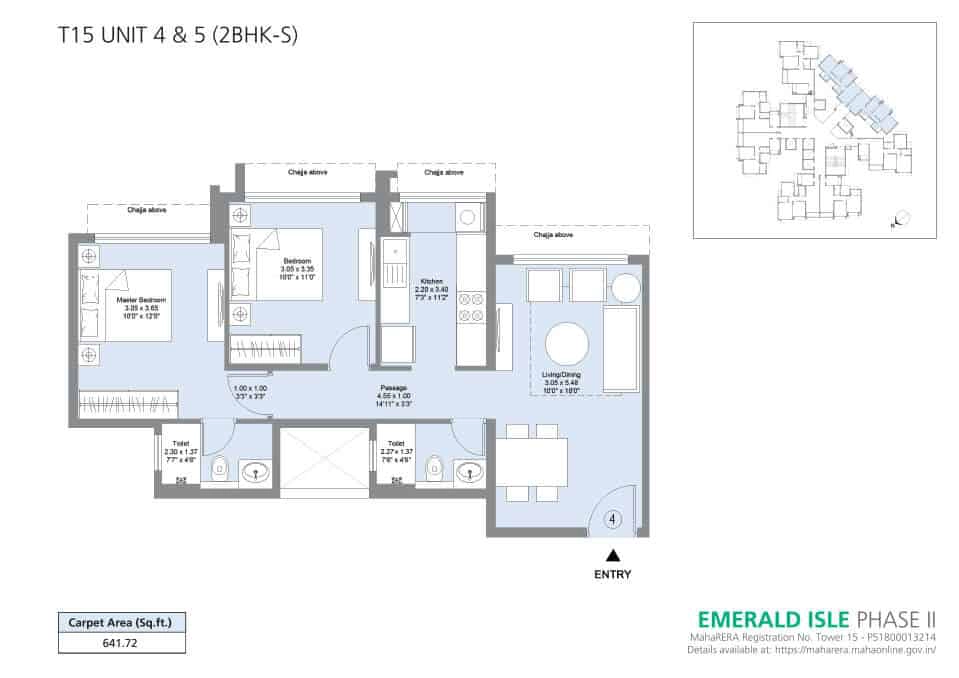 T15 UNIT 4 & 5 (2BHK-S)
N
Chajja above
Chajja above
Chajja above
Chajja above
Master Bedroom
3.05 x 3.65
10'0" x 12'0"
Bedroom
3.05 x 3.35
10'0" x 11'0"
Kitchen
2.20 x 3.40
7'3" x 11'2"
Living/Dining
3.05 x 5.48
10'0" x 18'0"
1.00 x 1.00
3'3" x 3'3"
Passage
4.55 x 1.00
14'11" x 3'3"
Toilet
2.30 x 1.37
7'7" x 4'6"
Toilet
2.27 x 1.37
7'6" x 4'6"
4
ENTRY
Carpet Area (Sq.ft.)
641.72
EMERALD ISLE PHASE II
MahaRERA Registration No. Tower 15 - P51800013214
Details available at: https://maharera.mahaonline.gov.in/